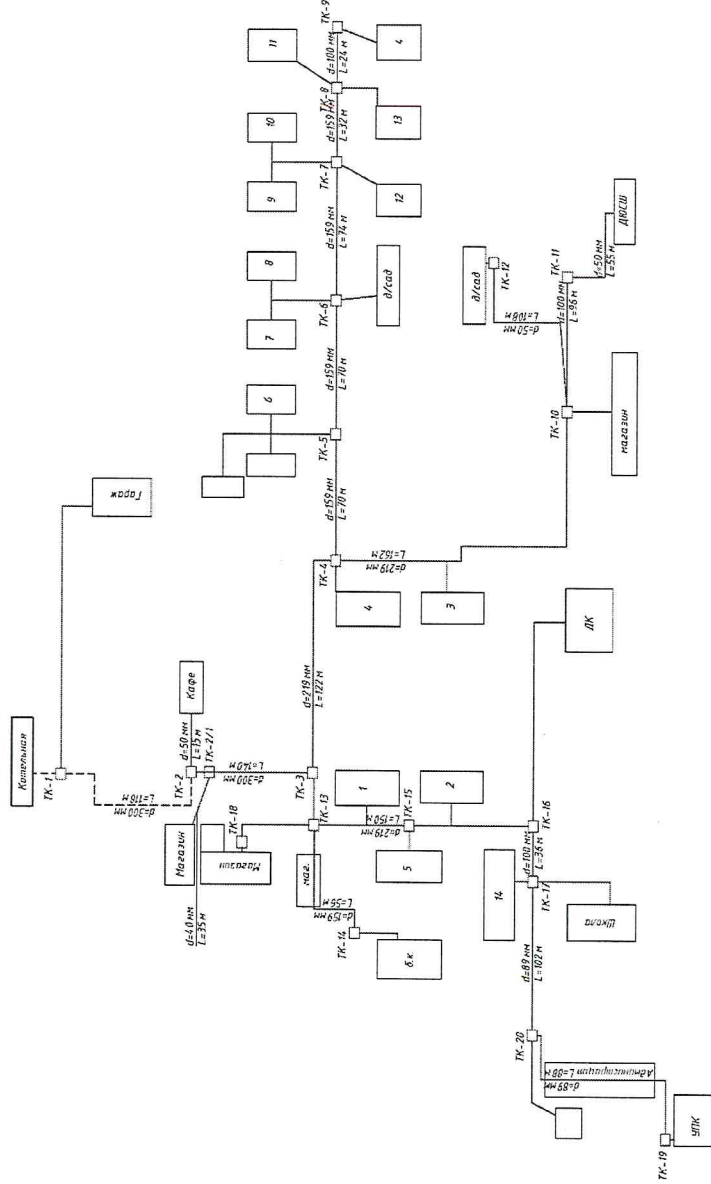 ТК-9
4
d=100 мм
L=24 м
11
ТК-8
13
d=159 мм
L=32 м
10
9
ТК-7
12
d=159 мм
L=74 м
8
7
ТК-6
д/сад
d=159 мм
L=70 м
6
ТК-5
d=159 мм
L=70 м
ТК-4
4
3
L=152 м
d=219 мм
ДЮСШ
d=50 мм
L=55 м
ТК-11
d=100 мм
L=96 м
д/сад
ТК-12
L=108 м
d=50 мм
ТК-10
магазин
Гараж
Котельная
ТК-1
L=118 м
d=300 мм
Кафе
d=50 мм
L=15 м
ТК-2
ТК-2/1
L=140 м
d=300 мм
d=219 мм
L=122 м
ТК-3
Магазин
d=40 мм
L=35 м
Магазин
ТК-18
ТК-13
маг.
L=56 м
d=159 мм
ТК-14
б.к.
1
L=150 м
d=219 мм
ТК-15
5
2
ДК
ТК-16
d=100 мм
L=36 м
14
ТК-17
Школа
d=89 мм
L=102 м
ТК-20
Администрация L=88 м
d=89 мм
ТК-19
УПК